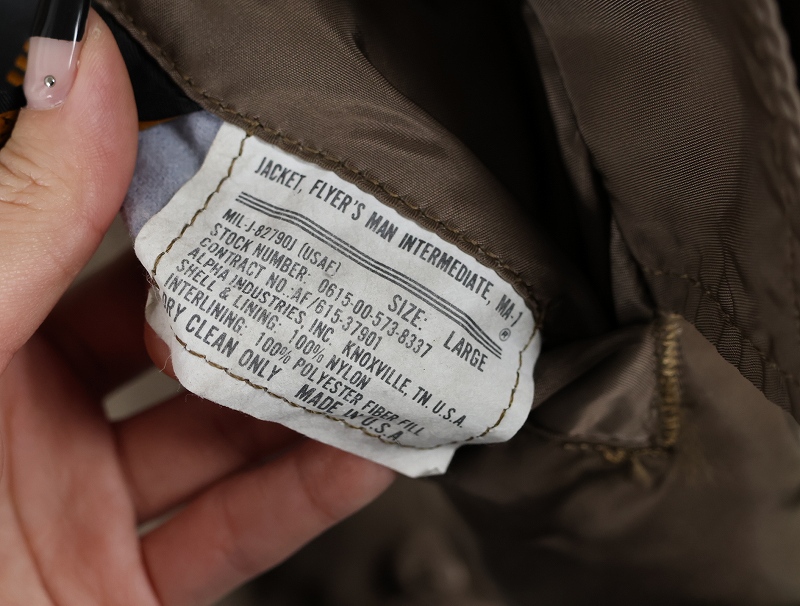 JACKET, FLYER'S MAN INTERMEDIATE, MA-1
®
MIL-J-82790J (USAF) SIZE: LARGE
STOCK NUMBER: 0615-00-573-8337
CONTRACT NO.:AF/615-37901
ALPHA INDUSTRIES, INC. KNOXVILLE, TN. U.S.A.
SHELL & LINING: 100% NYLON
INTERLINING: 100% POLYESTER FIBER FILL
DRY CLEAN ONLY MADE IN U.S.A.